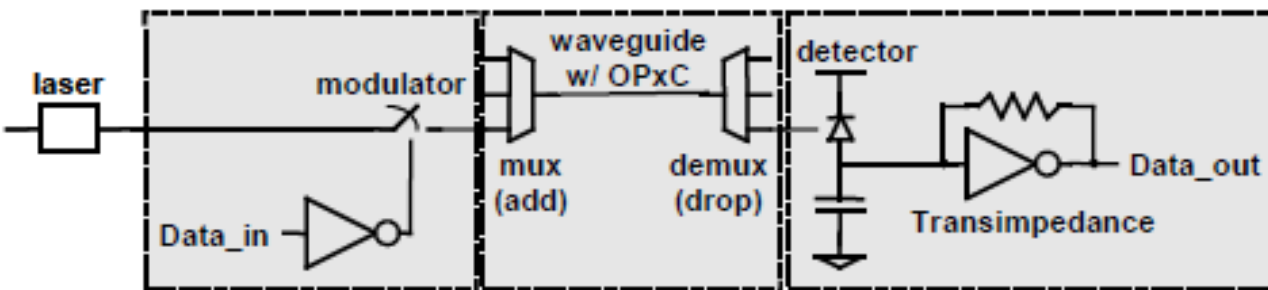 laser
modulator
Data_in
waveguide
w/ OPxC
mux
(add)
demux
(drop)
detector
Data_out
Transimpedance